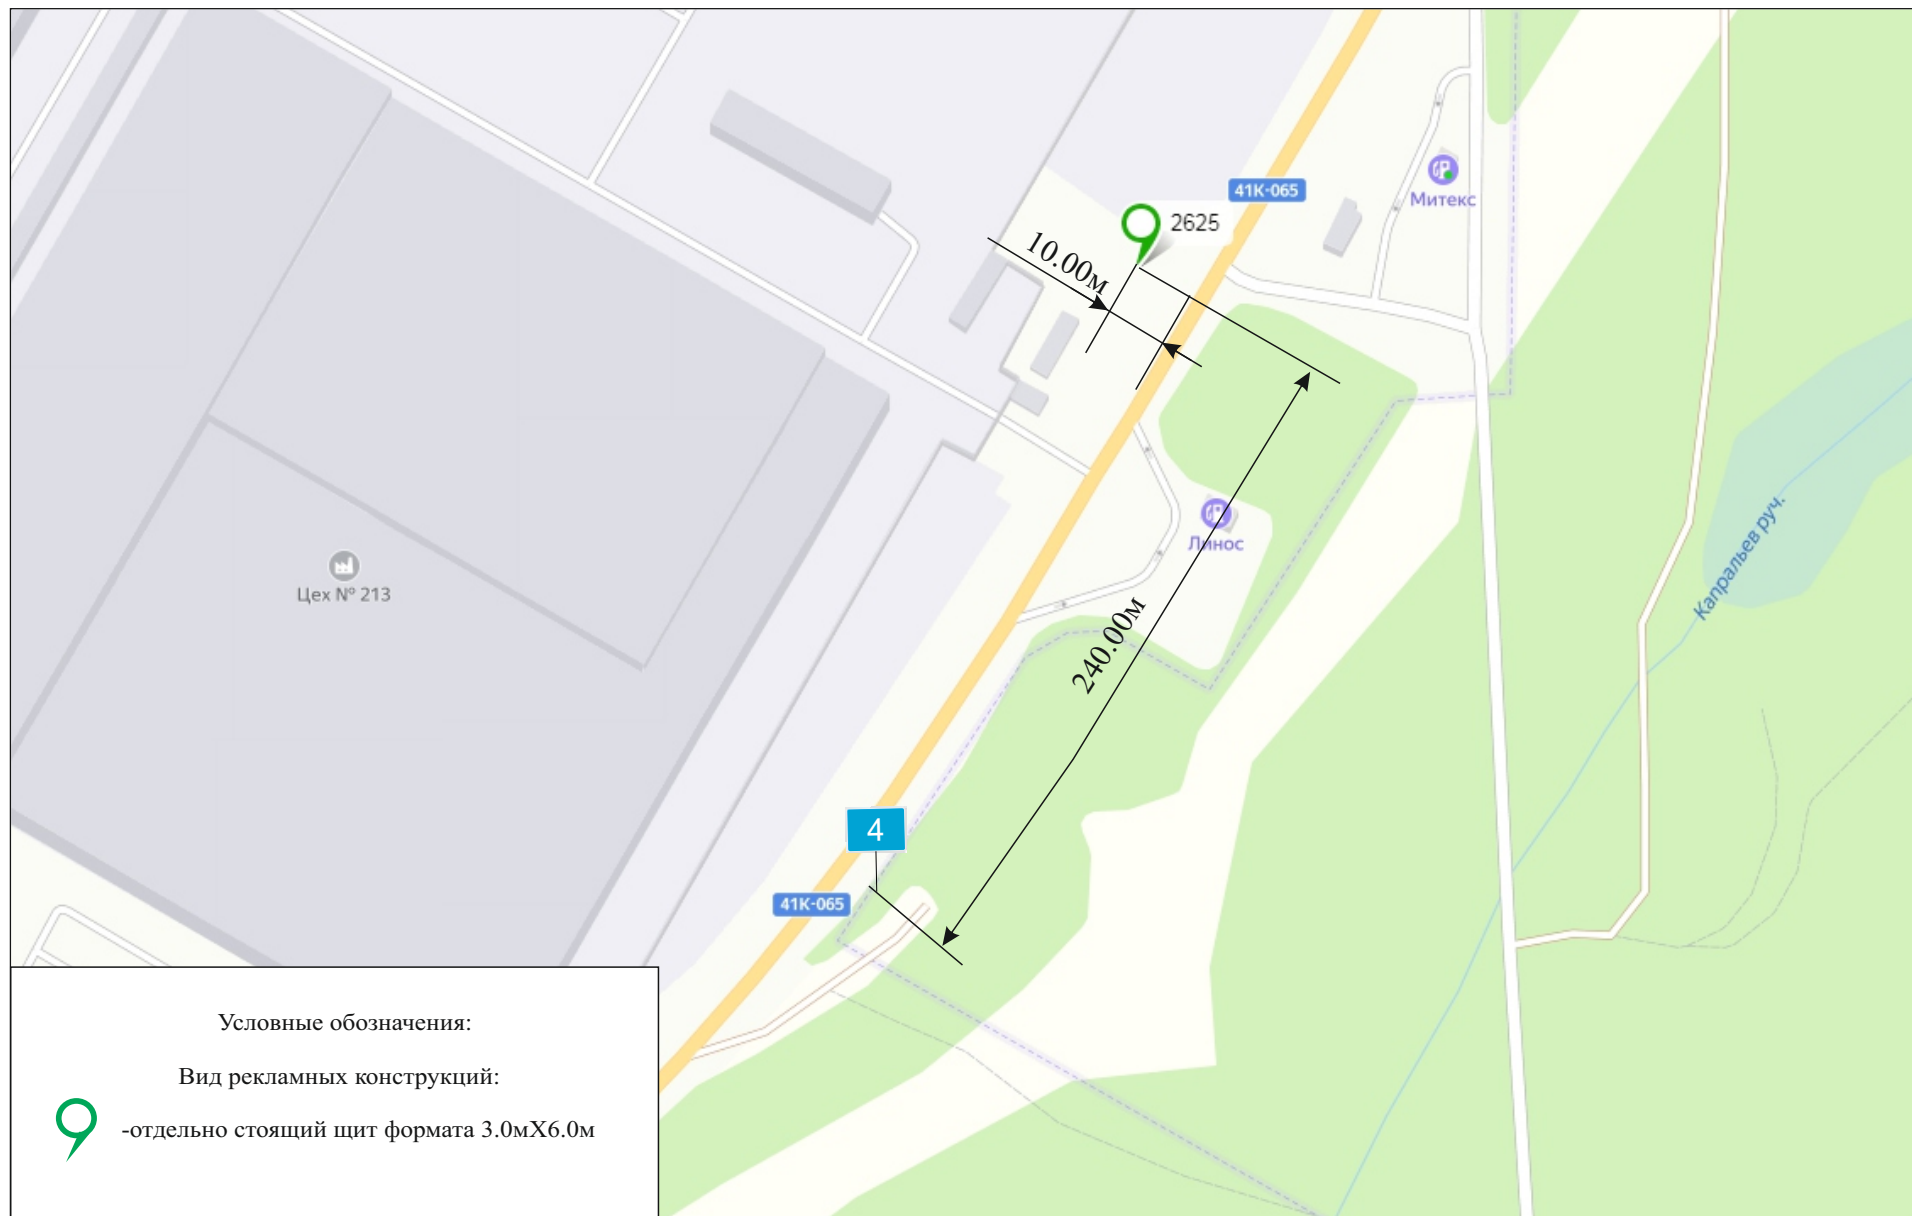 41К-065
Митекс
2625
10.00м
Линос
Капральев руч.
Цех № 213
240.00м
4
41К-065
Условные обозначения:
Вид рекламных конструкций:
-отдельно стоящий щит формата 3.0мХ6.0м